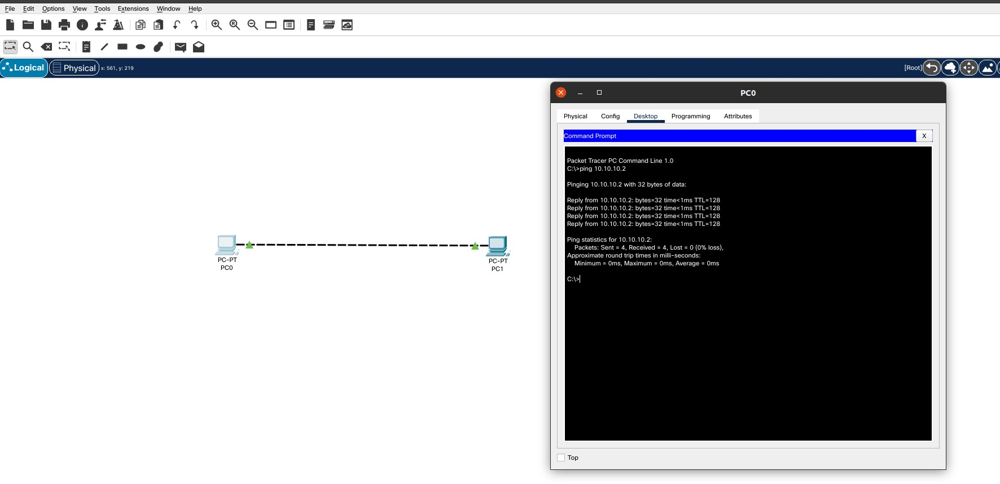 File Edit Options View Tools Extensions Window Help
Logical Physical x: 561, y: 219 [Root]
PC0
Physical Config Desktop Programming Attributes
Command Prompt X
Packet Tracer PC Command Line 1.0
C:\>ping 10.10.10.2
Pinging 10.10.10.2 with 32 bytes of data:
Reply from 10.10.10.2: bytes=32 time<1ms TTL=128
Reply from 10.10.10.2: bytes=32 time<1ms TTL=128
Reply from 10.10.10.2: bytes=32 time<1ms TTL=128
Reply from 10.10.10.2: bytes=32 time<1ms TTL=128
Ping statistics for 10.10.10.2:
Packets: Sent = 4, Received = 4, Lost = 0 (0% loss),
Approximate round trip times in milli-seconds:
Minimum = 0ms, Maximum = 0ms, Average = 0ms
C:\>
Top
PC-PT
PC0
PC-PT
PC1